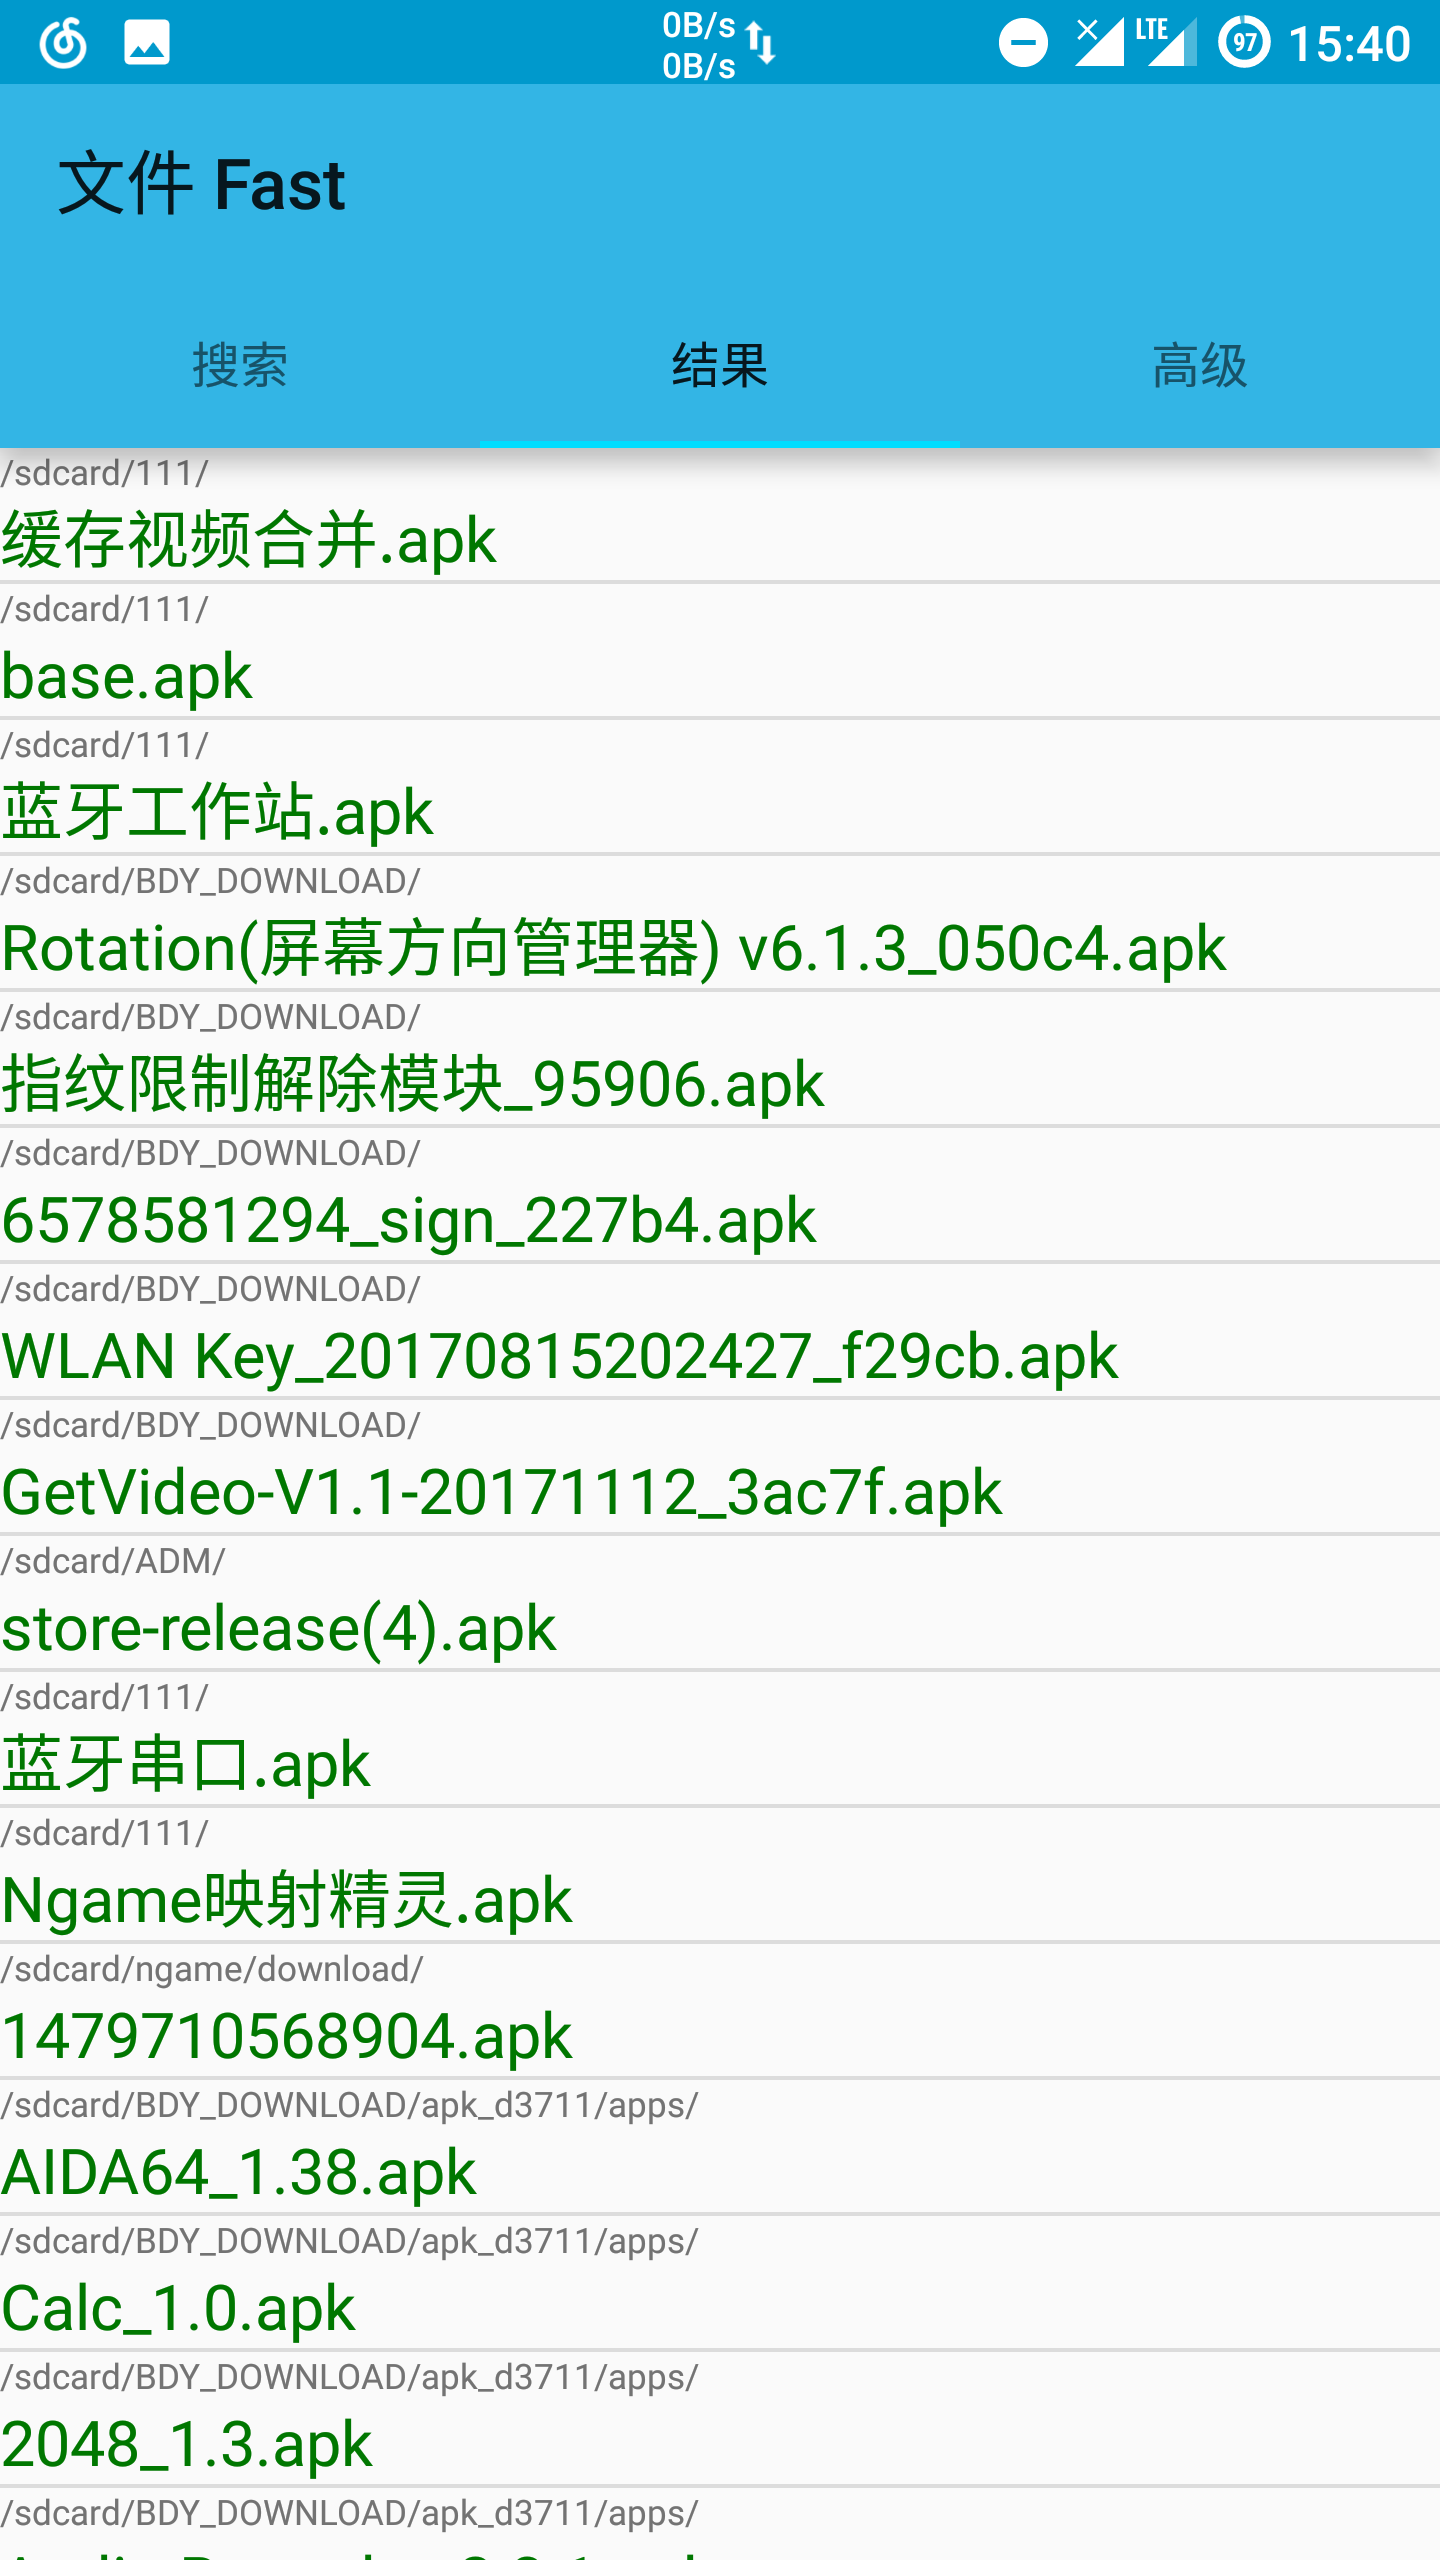 0B/s
0B/s
LTE
97
15:40
文件 Fast
搜索
结果
高级
/sdcard/111/
缓存视频合并.apk
/sdcard/111/
base.apk
/sdcard/111/
蓝牙工作站.apk
/sdcard/BDY_DOWNLOAD/
Rotation(屏幕方向管理器) v6.1.3_050c4.apk
/sdcard/BDY_DOWNLOAD/
指纹限制解除模块_95906.apk
/sdcard/BDY_DOWNLOAD/
6578581294_sign_227b4.apk
/sdcard/BDY_DOWNLOAD/
WLAN Key_20170815202427_f29cb.apk
/sdcard/BDY_DOWNLOAD/
GetVideo-V1.1-20171112_3ac7f.apk
/sdcard/ADM/
store-release(4).apk
/sdcard/111/
蓝牙串口.apk
/sdcard/111/
Ngame映射精灵.apk
/sdcard/ngame/download/
1479710568904.apk
/sdcard/BDY_DOWNLOAD/apk_d3711/apps/
AIDA64_1.38.apk
/sdcard/BDY_DOWNLOAD/apk_d3711/apps/
Calc_1.0.apk
/sdcard/BDY_DOWNLOAD/apk_d3711/apps/
2048_1.3.apk
/sdcard/BDY_DOWNLOAD/apk_d3711/apps/